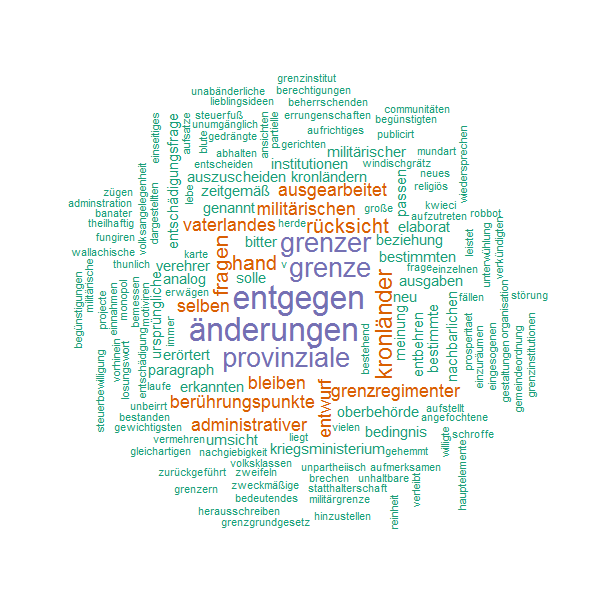 grenzinstitut
unabänderliche
berechtigungen
lieblingsideen
beherrschenden
communitäten
steuerfuß
errungenschaften
begünstigten
unumgänglich
aufrichtiges
publicirt
gedrängte
gerichten
mundart
abhalten
militärischer
windischgrätz
entscheiden
institutionen
neues
auszuscheiden
kronländern
religiös
zeitgemäß
ausgearbeitet
kwieci
robbot
genannt
militärischen
große
aufzutreten
vaterlandes
herde
rücksicht
elaborat
bitter
grenzer
beziehung
karte
v
bestimmten
verehrer
hand
grenze
frage
einzelnen
analog
solle
ausgaben
erwägen
entgegen
neu
fällen
störung
selben
änderungen
erörtert
provinziale
paragraph
laufe
erkannten
bleiben
grenzregimenter
unbeirrt
berührungspunkte
vielen
aufstellt
bestanden
oberbehörde
angefochtene
gewichtigsten
administrativer
bedingnis
schroffe
vermehren
umsicht
liegt
kriegsministerium
gehemmt
gleichartigen
nachgiebigkeit
volksklassen
unpartheiisch
aufmerksamen
zurückgeführt
zweifeln
brechen
unhaltbare
grenzern
zweckmäßige
statthalterschaft
bedeutendes
militärgrenze
herausschreiben
grenzgrundgesetz
hinzustellen
zügen
adminstration
banater
theilhaftig
fungiren
wallachische
thunlich
einseitiges
volksangelegenheit
dargestellten
entschädigungsfrage
aufsatze
blute
lebe
ansichten
partielle
passen
wiedersprechen
leistet
unterwühlung
verkündigten
begünstigungen
militärische
projecte
einnahmen
monopol
bemessen
motiviren
ursprüngliche
immer
fragen
steuerbewilligung
vorhinein
losungswort
entschädigung
bestehend
kronländer
meinung
entbehren
bestimmte
nachbarlichen
prosperitaet
einzuräumen
eingesogenen
gestaltungen
organisation
gemeindeordnung
grenzinstitutionen
entwurf
willigte
hauptelemente
verleibt
reinheit